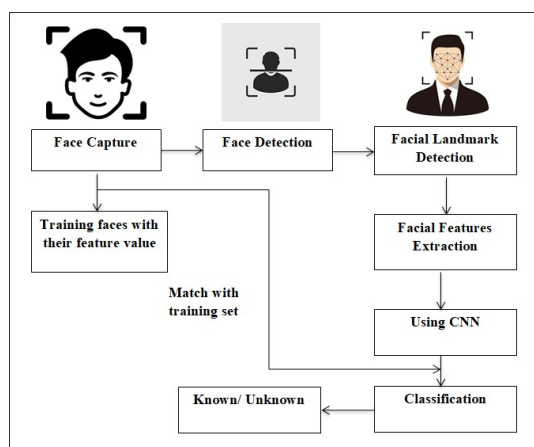 Face Capture
Face Detection
Facial Landmark
Detection
Training faces with
their feature value
Facial Features
Extraction
Match with
training set
Using CNN
Known/ Unknown
Classification